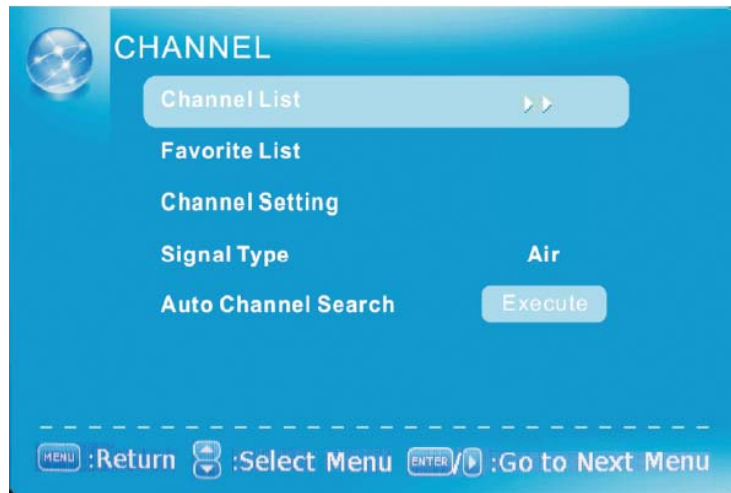 CHANNEL
Channel List
Favorite List
Channel Setting
Signal Type Air
Auto Channel Search Execute
MENU :Return :Select Menu ENTER / :Go to Next Menu